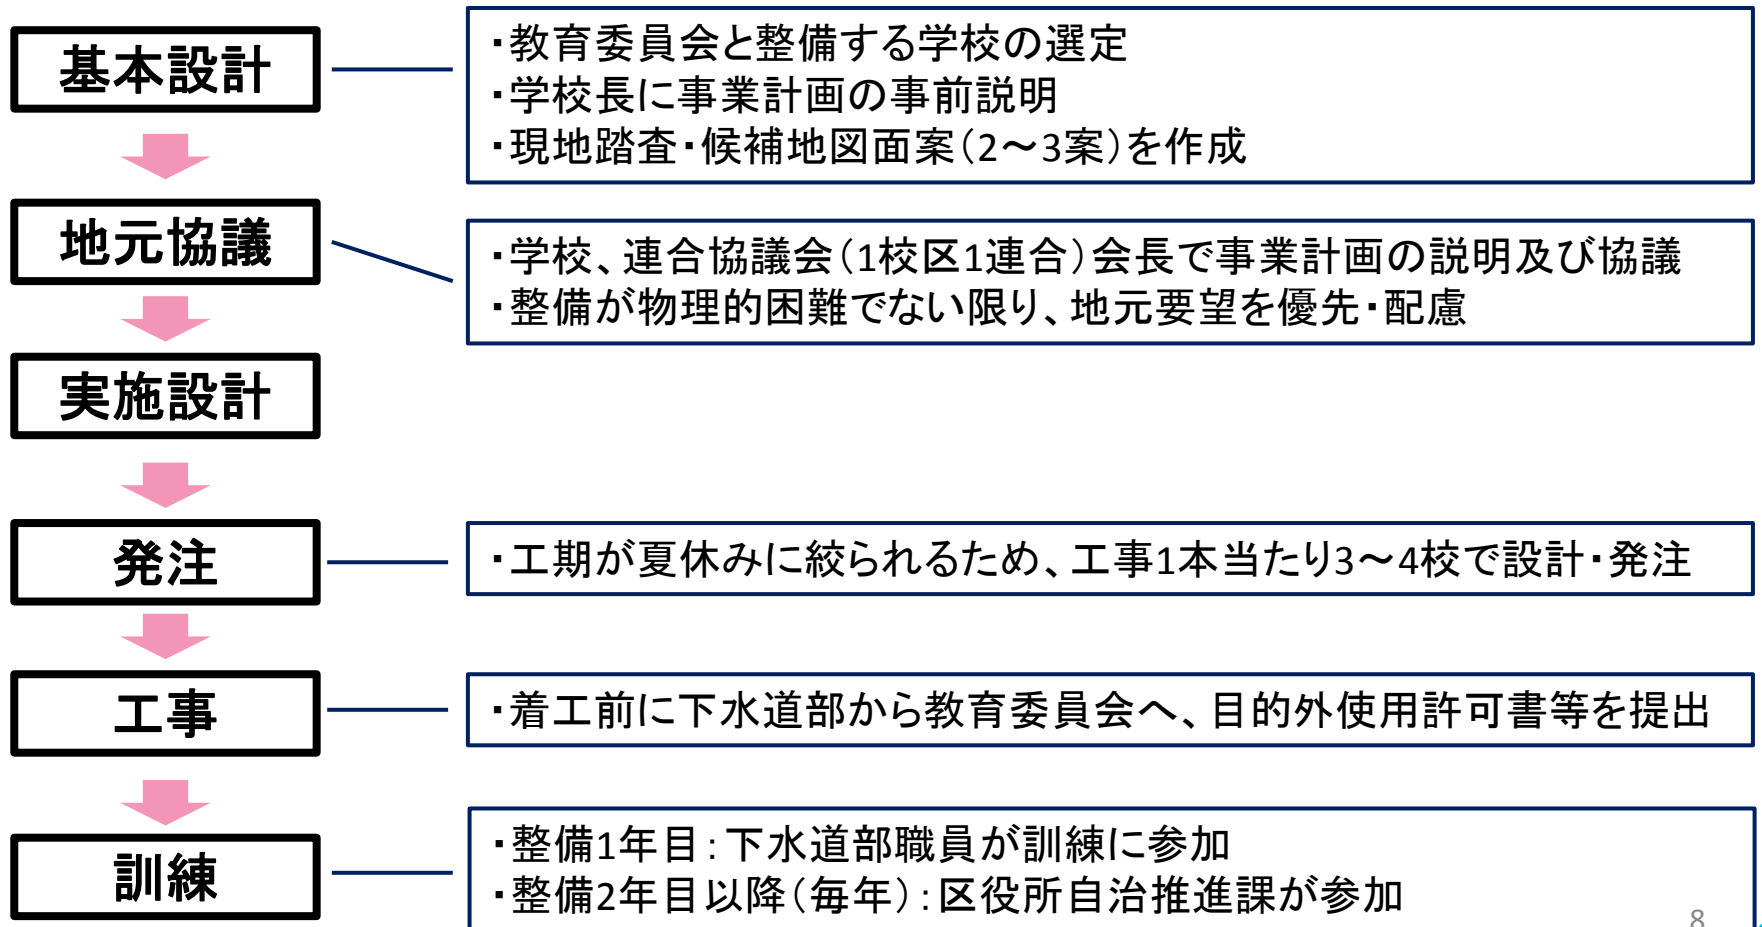 基本設計
・教育委員会と整備する学校の選定
・学校長に事業計画の事前説明
・現地踏査・候補地図面案（2～3案）を作成
地元協議
・学校、連合協議会（1校区1連合）会長で事業計画の説明及び協議
・整備が物理的困難でない限り、地元要望を優先・配慮
実施設計
発注
・工期が夏休みに絞られるため、工事1本当たり3～4校で設計・発注
工事
・着工前に下水道部から教育委員会へ、目的外使用許可書等を提出
訓練
・整備1年目：下水道部職員が訓練に参加
・整備2年目以降（毎年）：区役所自治推進課が参加
8